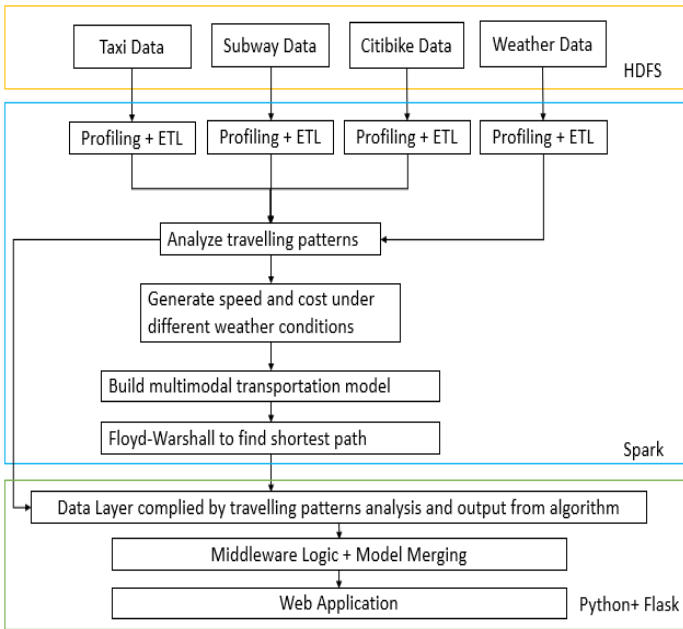 Taxi Data
Subway Data
Citibike Data
Weather Data
HDFS
Profiling + ETL
Profiling + ETL
Profiling + ETL
Profiling + ETL
Analyze travelling patterns
Generate speed and cost under
different weather conditions
Build multimodal transportation model
Floyd-Warshall to find shortest path
Spark
Data Layer complied by travelling patterns analysis and output from algorithm
Middleware Logic + Model Merging
Web Application
Python+ Flask